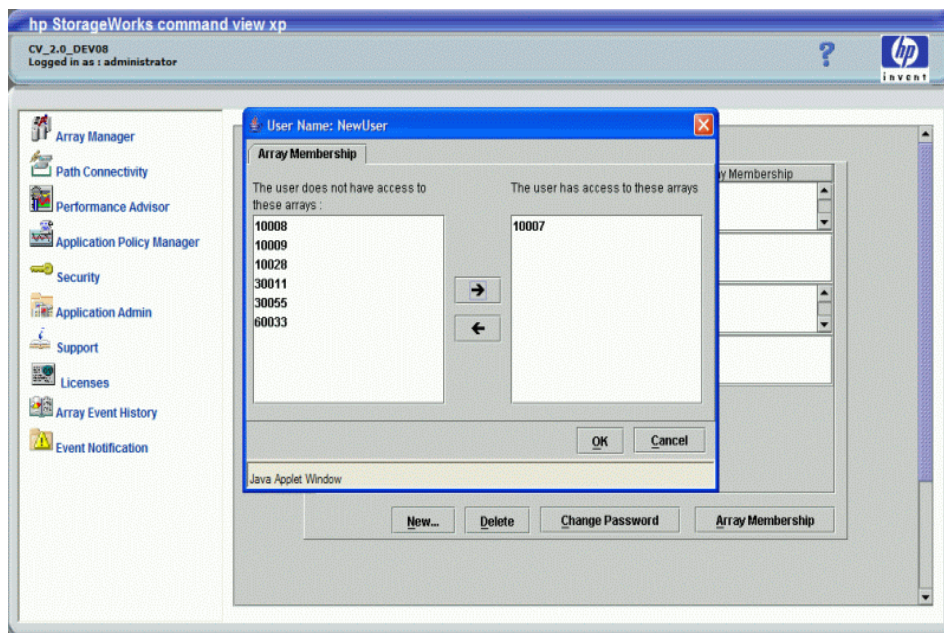 hp StorageWorks command view xp
CV_2.0_DEV08
Logged in as : administrator
?
hp
invent
Array Manager
Path Connectivity
Performance Advisor
Application Policy Manager
Security
Application Admin
Support
Licenses
Array Event History
Event Notification
User Name: NewUser
Array Membership
The user does not have access to
these arrays :
10008
10009
10028
30011
30055
60033
The user has access to these arrays
10007
OK
Cancel
Java Applet Window
y Membership
New...
Delete
Change Password
Array Membership